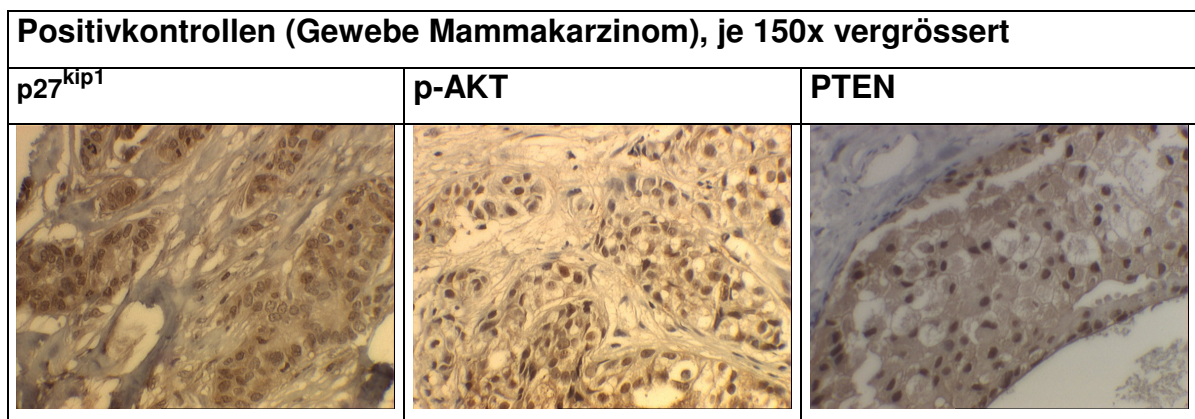 Positivkontrollen (Gewebe Mammakarzinom), je 150x vergrössert
p27kip1
p-AKT
PTEN